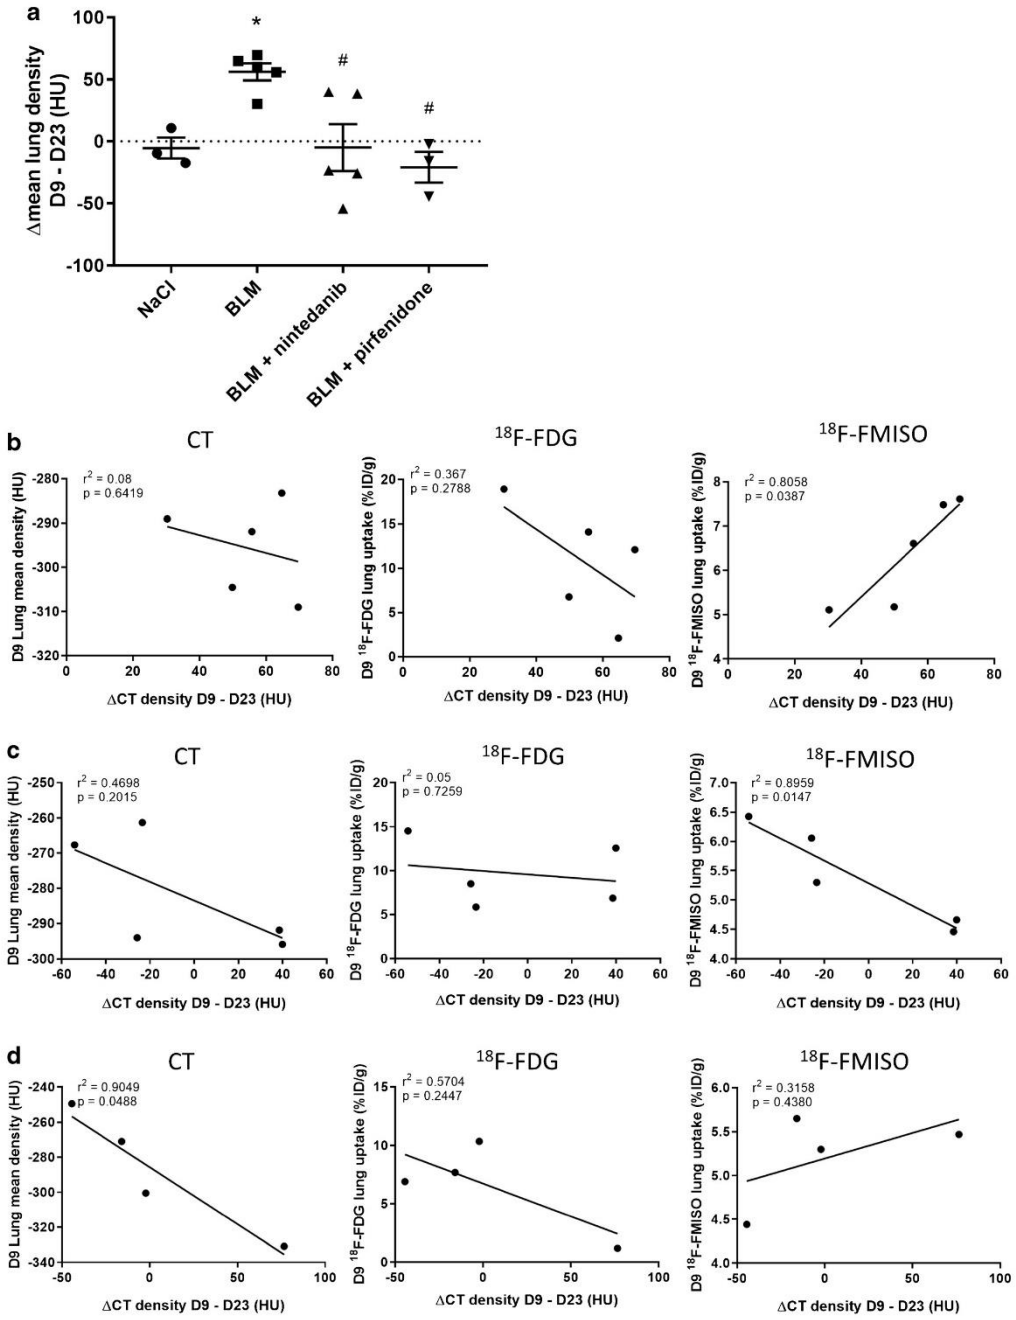 a
Δmean lung density
D9 - D23 (HU)
100
50
0
-50
-100
*
#
#
NaCl
BLM
BLM + nintedanib
BLM + pirfenidone
b
CT
r2 = 0.08
p = 0.6419
D9 Lung mean density (HU)
-280
-290
-300
-310
-320
0 20 40 60 80
ΔCT density D9 - D23 (HU)
18F-FDG
r2 = 0.367
p = 0.2788
D9 18F-FDG lung uptake (%ID/g)
20
15
10
5
0
0 20 40 60 80
ΔCT density D9 - D23 (HU)
18F-FMISO
r2 = 0.8058
p = 0.0387
D9 18F-FMISO lung uptake (%ID/g)
8
7
6
5
4
0 20 40 60 80
ΔCT density D9 - D23 (HU)
c
CT
r2 = 0.4698
p = 0.2015
D9 Lung mean density (HU)
-250
-260
-270
-280
-290
-300
-60 -40 -20 0 20 40 60
ΔCT density D9 - D23 (HU)
18F-FDG
r2 = 0.05
p = 0.7259
D9 18F-FDG lung uptake (%ID/g)
20
15
10
5
0
-60 -40 -20 0 20 40 60
ΔCT density D9 - D23 (HU)
18F-FMISO
r2 = 0.8959
p = 0.0147
D9 18F-FMISO lung uptake (%ID/g)
7.0
6.5
6.0
5.5
5.0
4.5
4.0
-60 -40 -20 0 20 40 60
ΔCT density D9 - D23 (HU)
d
CT
r2 = 0.9049
p = 0.0488
D9 Lung mean density (HU)
-240
-260
-280
-300
-320
-340
-50 0 50 100
ΔCT density D9 - D23 (HU)
18F-FDG
r2 = 0.5704
p = 0.2447
D9 18F-FDG lung uptake (%ID/g)
15
10
5
0
-50 0 50 100
ΔCT density D9 - D23 (HU)
18F-FMISO
r2 = 0.3158
p = 0.4380
D9 18F-FMISO lung uptake (%ID/g)
6.0
5.5
5.0
4.5
4.0
-50 0 50 100
ΔCT density D9 - D23 (HU)